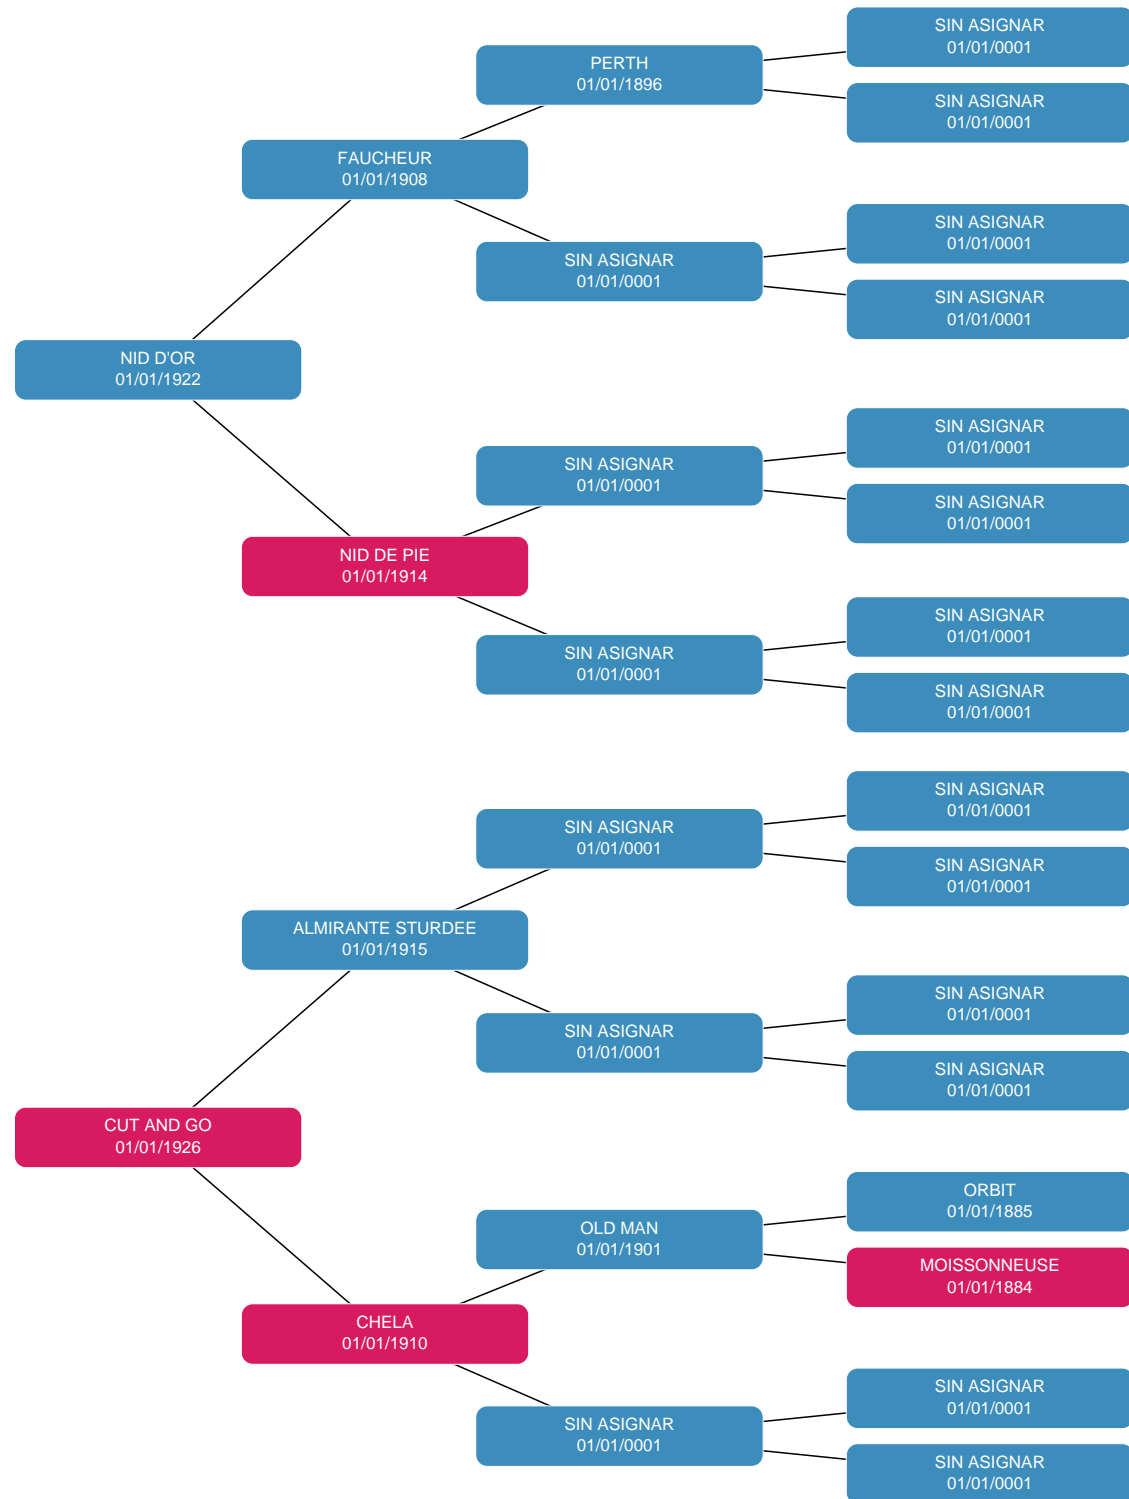 SIN ASIGNAR
01/01/0001
PERTH
01/01/1896
SIN ASIGNAR
01/01/0001
FAUCHEUR
01/01/1908
SIN ASIGNAR
01/01/0001
SIN ASIGNAR
01/01/0001
SIN ASIGNAR
01/01/0001
NID D'OR
01/01/1922
SIN ASIGNAR
01/01/0001
SIN ASIGNAR
01/01/0001
SIN ASIGNAR
01/01/0001
NID DE PIE
01/01/1914
SIN ASIGNAR
01/01/0001
SIN ASIGNAR
01/01/0001
SIN ASIGNAR
01/01/0001
SIN ASIGNAR
01/01/0001
SIN ASIGNAR
01/01/0001
SIN ASIGNAR
01/01/0001
ALMIRANTE STURDEE
01/01/1915
SIN ASIGNAR
01/01/0001
SIN ASIGNAR
01/01/0001
SIN ASIGNAR
01/01/0001
CUT AND GO
01/01/1926
ORBIT
01/01/1885
OLD MAN
01/01/1901
MOISSONNEUSE
01/01/1884
CHELA
01/01/1910
SIN ASIGNAR
01/01/0001
SIN ASIGNAR
01/01/0001
SIN ASIGNAR
01/01/0001